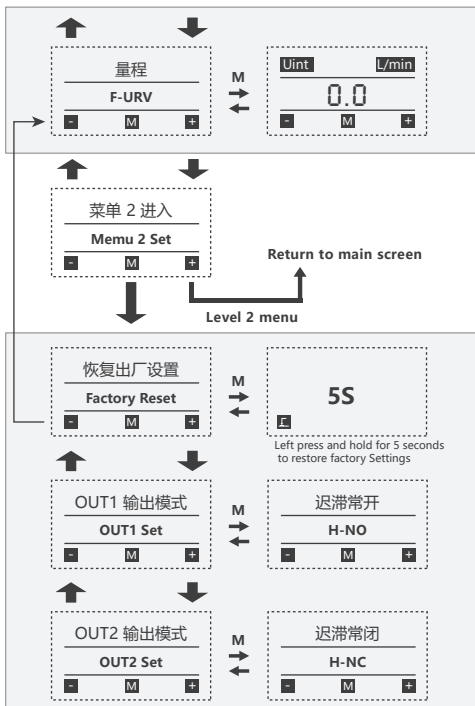 量程
F-URV
- M +
M
Uint L/min
0.0
- M +
菜单 2 进入
Memu 2 Set
- M +
Return to main screen
Level 2 menu
恢复出厂设置
Factory Reset
- M +
M
5S
Left press and hold for 5 seconds
to restore factory Settings
OUT1 输出模式
OUT1 Set
- M +
M
迟滞常开
H-NO
- M +
OUT2 输出模式
OUT2 Set
- M +
M
迟滞常闭
H-NC
- M +